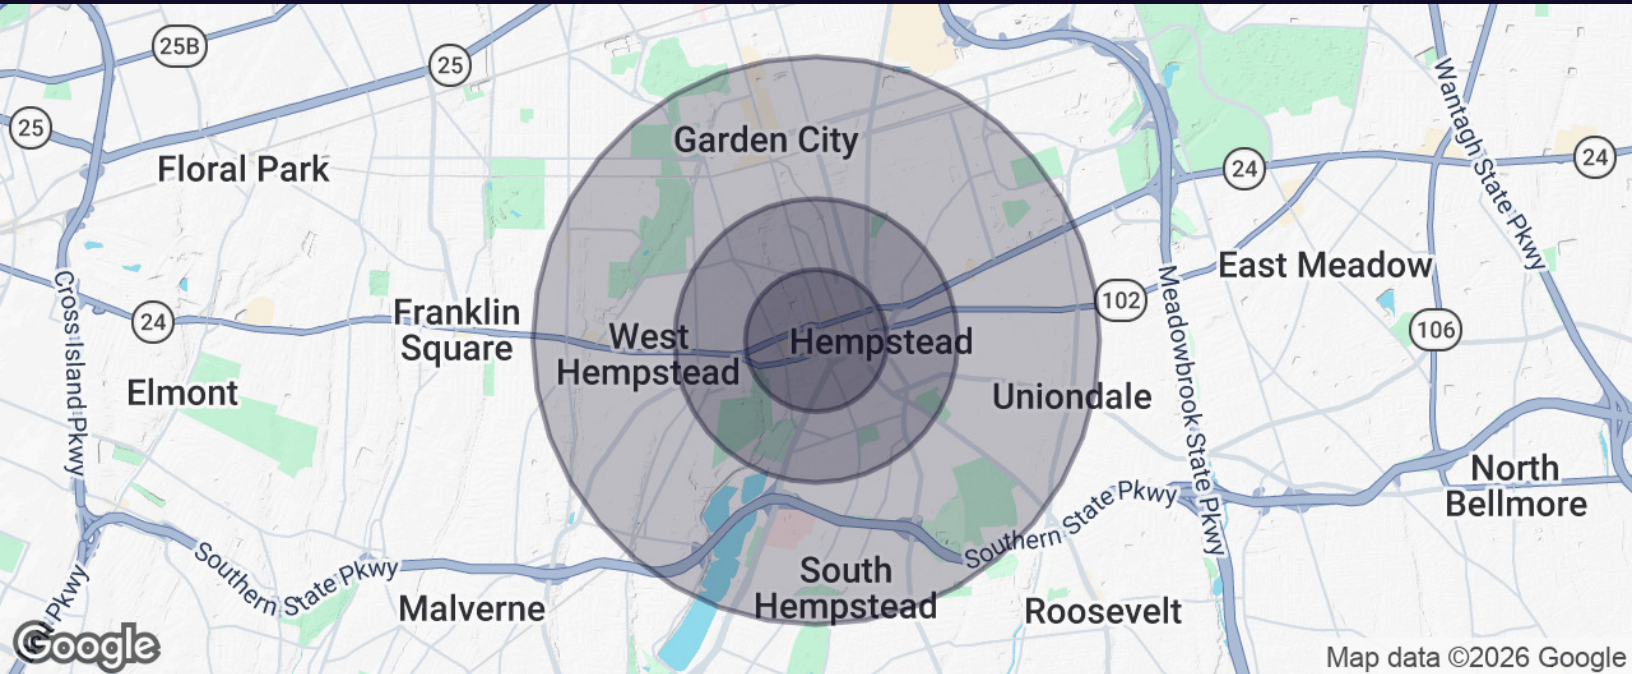 25B
25
25
Garden City
Floral Park
24
24
Wantagh State Pkwy
East Meadow
Cross Island Pkwy
Meadowbrook State Pkwy
102
24
Franklin
Square
West
Hempstead
Hempstead
106
Elmont
Uniondale
North
Bellmore
Southern State Pkwy
Southern State Pkwy
South
Hempstead
Malverne
Roosevelt
Pkwy
Google
Map data ©2026 Google